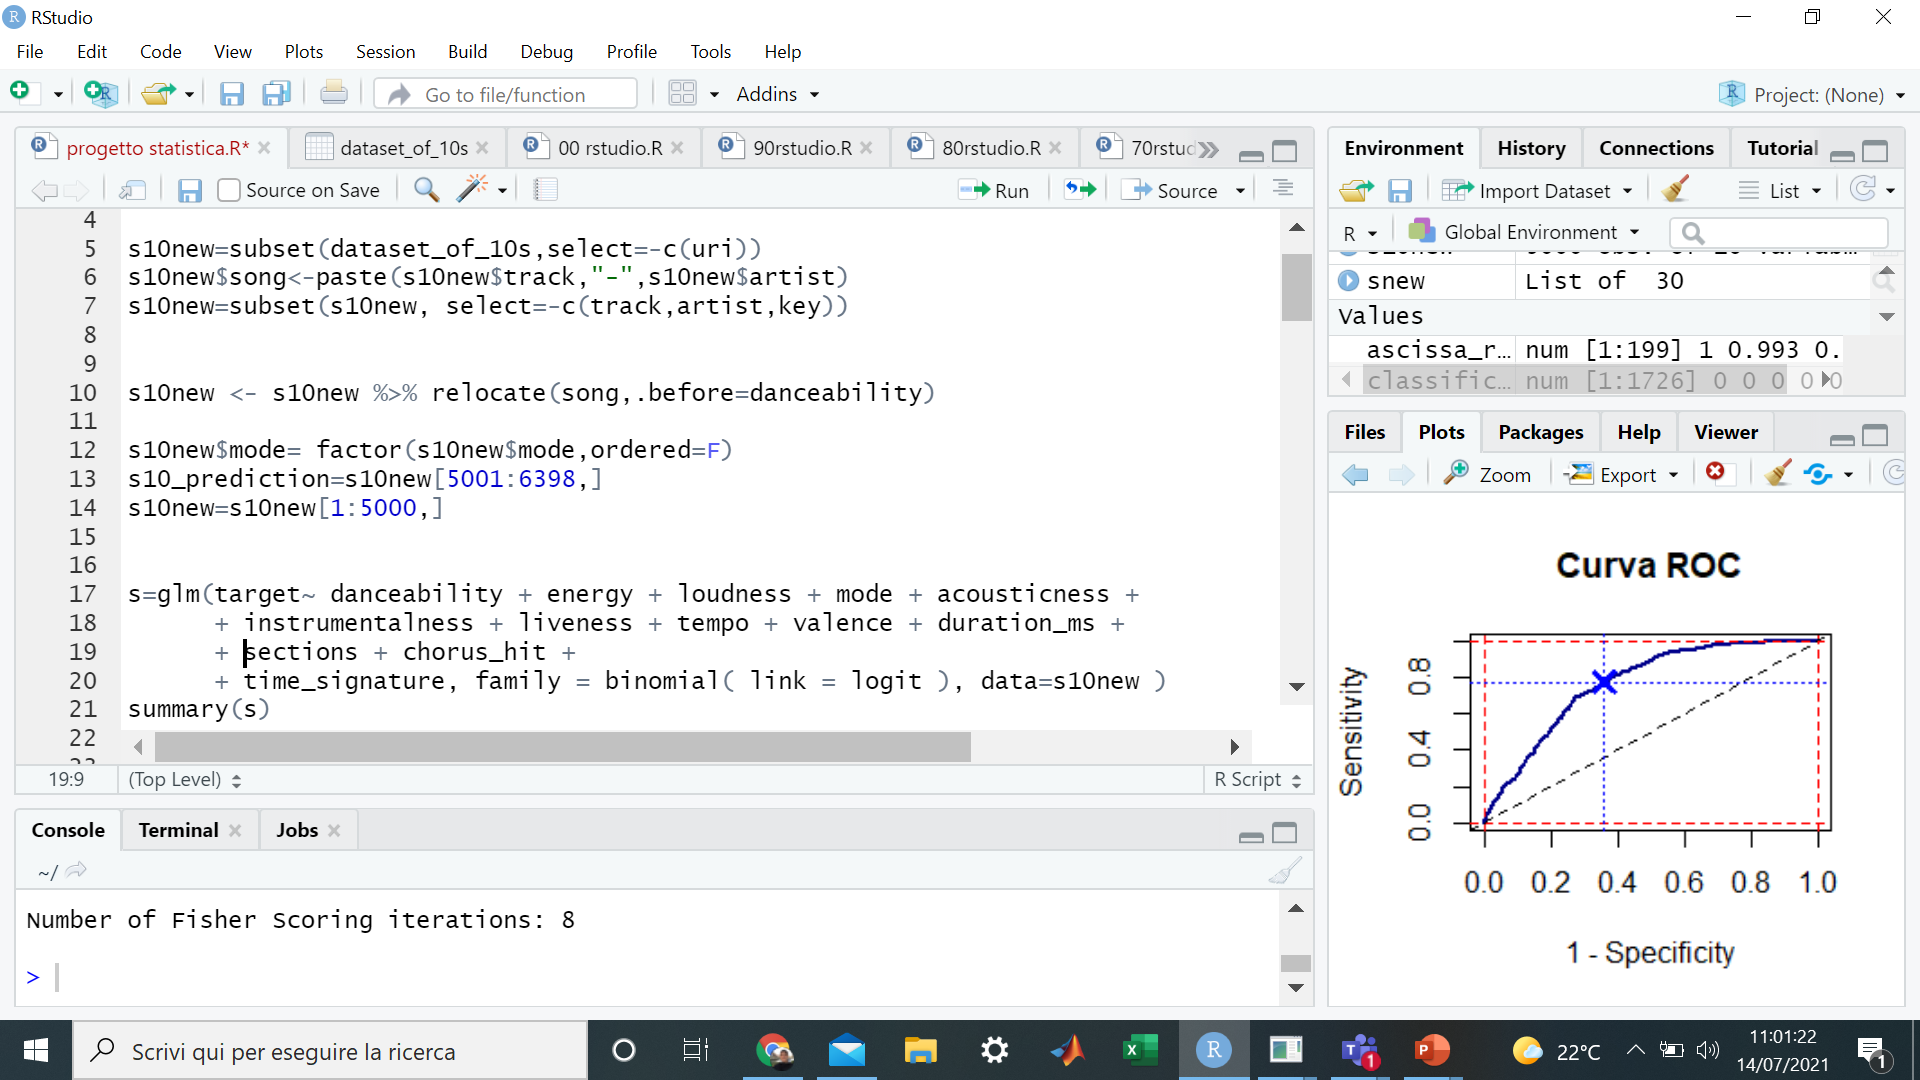 RStudio
File Edit Code View Plots Session Build Debug Profile Tools Help
Go to file/function Addins Project: (None)
progetto statistica.R* dataset_of_10s 00 rstudio.R 90rstudio.R 80rstudio.R 70rstud
Source on Save Run Source
4
5 s10new=subset(dataset_of_10s,select=-c(uri))
6 s10new$song<-paste(s10new$track,"-",s10new$artist)
7 s10new=subset(s10new, select=-c(track,artist,key))
8
9
10 s10new <- s10new %>% relocate(song,.before=danceability)
11
12 s10new$mode= factor(s10new$mode,ordered=F)
13 s10_prediction=s10new[5001:6398,]
14 s10new=s10new[1:5000,]
15
16
17 s=glm(target~ danceability + energy + loudness + mode + acousticness +
18 + instrumentalness + liveness + tempo + valence + duration_ms +
19 + sections + chorus_hit +
20 + time_signature, family = binomial( link = logit ), data=s10new )
21 summary(s)
22
19:9 (Top Level) R Script
Console Terminal Jobs
~/
Number of Fisher Scoring iterations: 8
>
Environment History Connections Tutorial
Import Dataset List
R Global Environment
snew List of 30
Values
ascissa_r… num [1:199] 1 0.993 0.
classific… num [1:1726] 0 0 0 0 0
Files Plots Packages Help Viewer
Zoom Export
Curva ROC
Sensitivity
0.0 0.4 0.8
0.0 0.2 0.4 0.6 0.8 1.0
1 - Specificity
Scrivi qui per eseguire la ricerca
22°C
11:01:22
14/07/2021
1